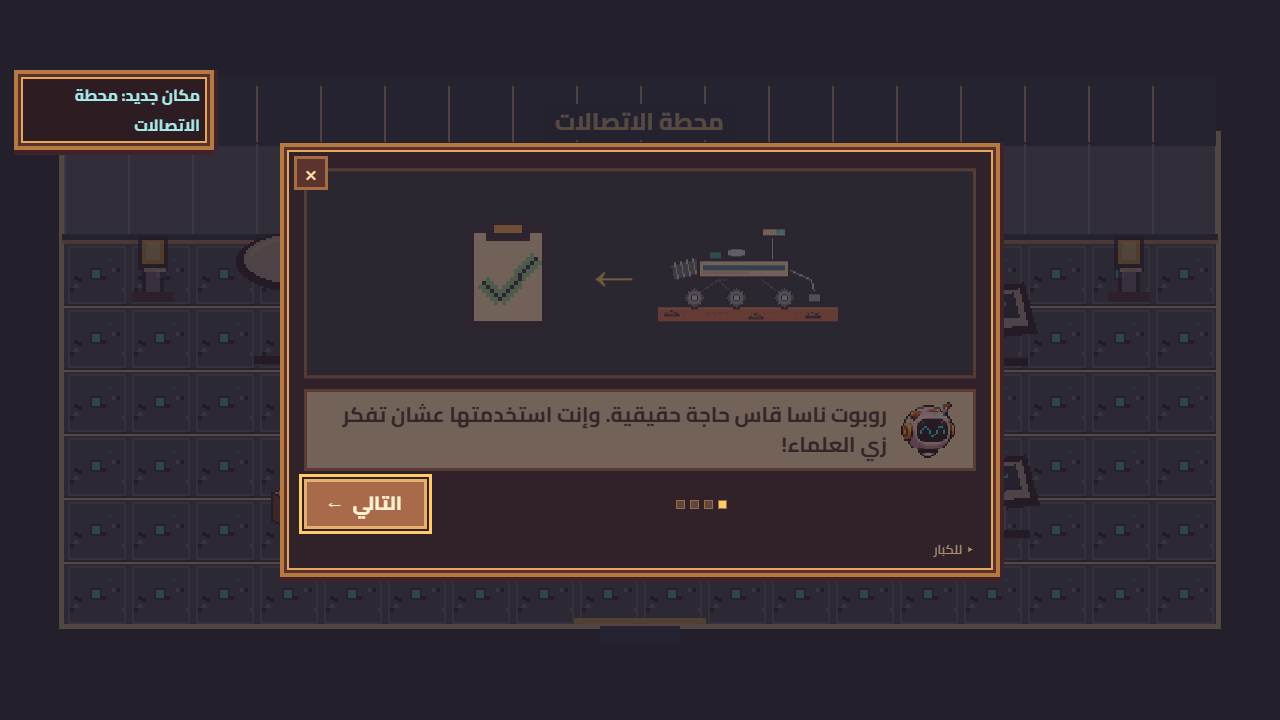 مكان جديد: محطة
الاتصالات
محطة الاتصالات
×
روبوت ناسا قاس حاجة حقيقية. وإنت استخدمتها عشان تفكر
زي العلماء!
التالي ←
▸ للكبار